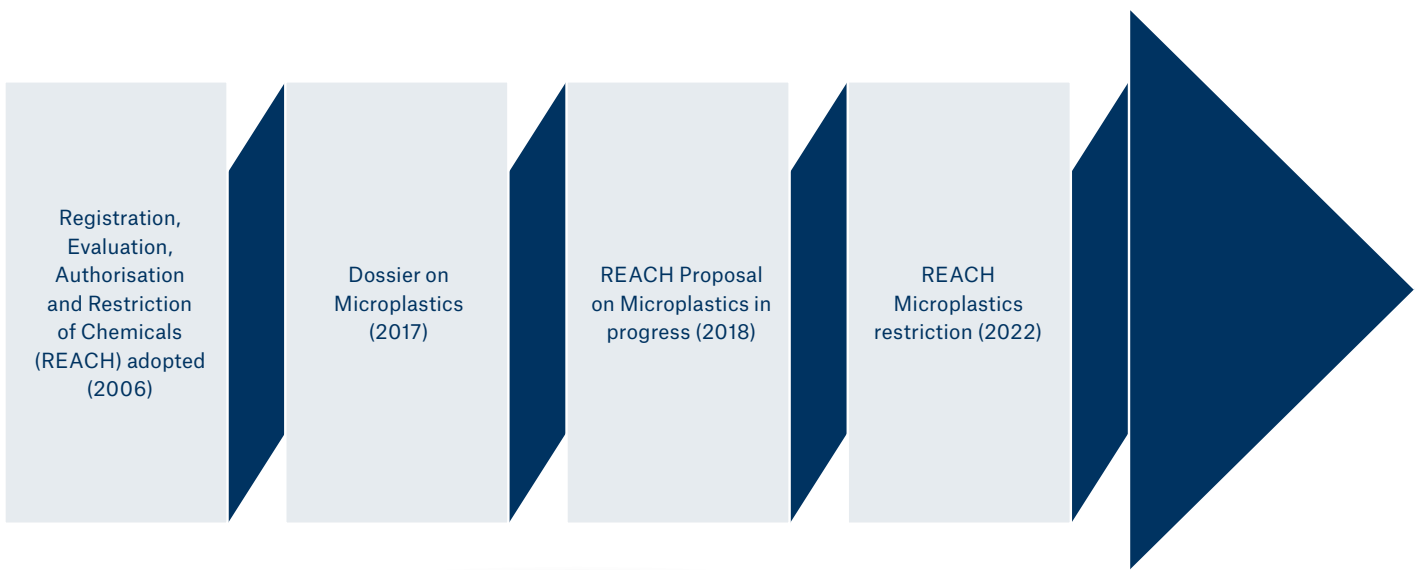 Registration,
Evaluation,
Authorisation
and Restriction
of Chemicals
(REACH) adopted
(2006)
Dossier on
Microplastics
(2017)
REACH Proposal
on Microplastics in
progress (2018)
REACH
Microplastics
restriction (2022)